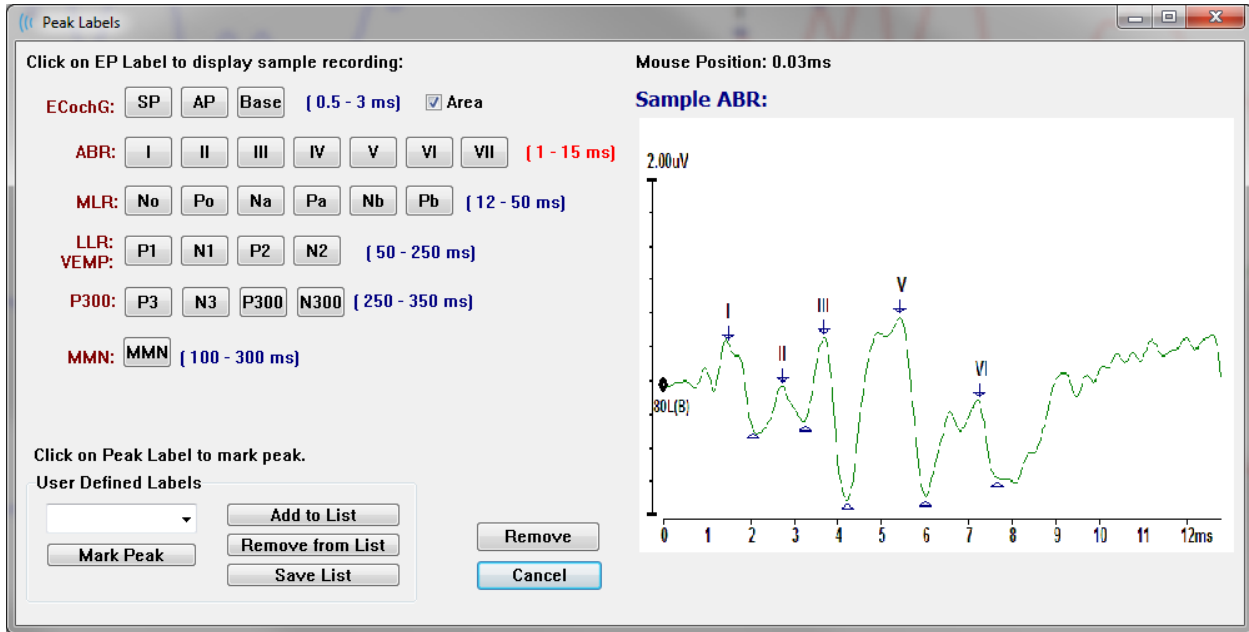 Peak Labels
Click on EP Label to display sample recording:
ECochG: SP AP Base ( 0.5 - 3 ms) Area
ABR: I II III IV V VI VII ( 1 - 15 ms)
MLR: No Po Na Pa Nb Pb ( 12 - 50 ms)
LLR:
VEMP: P1 N1 P2 N2 ( 50 - 250 ms)
P300: P3 N3 P300 N300 ( 250 - 350 ms)
MMN: MMN ( 100 - 300 ms)
Click on Peak Label to mark peak.
User Defined Labels
Add to List
Mark Peak
Remove from List
Save List
Remove
Cancel
Mouse Position: 0.03ms
Sample ABR:
2.00uV
I II III V VI
80L(B)
0 1 2 3 4 5 6 7 8 9 10 11 12ms